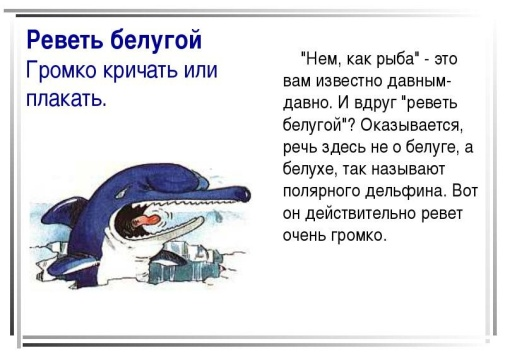 Реветь белугой
Громко кричать или
плакать.
"Нем, как рыба" - это
вам известно давным-
давно. И вдруг "реветь
белугой"? Оказывается,
речь здесь не о белуге, а
белухе, так называют
полярного дельфина. Вот
он действительно ревет
очень громко.